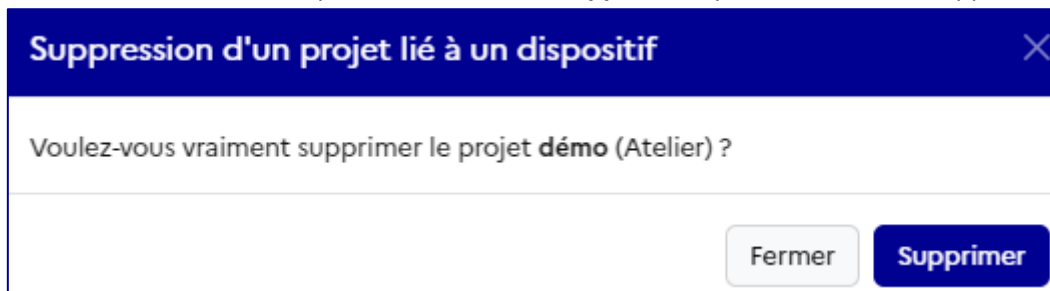 Suppression d'un projet lié à un dispositif
Voulez-vous vraiment supprimer le projet démo (Atelier) ?
Fermer
Supprimer